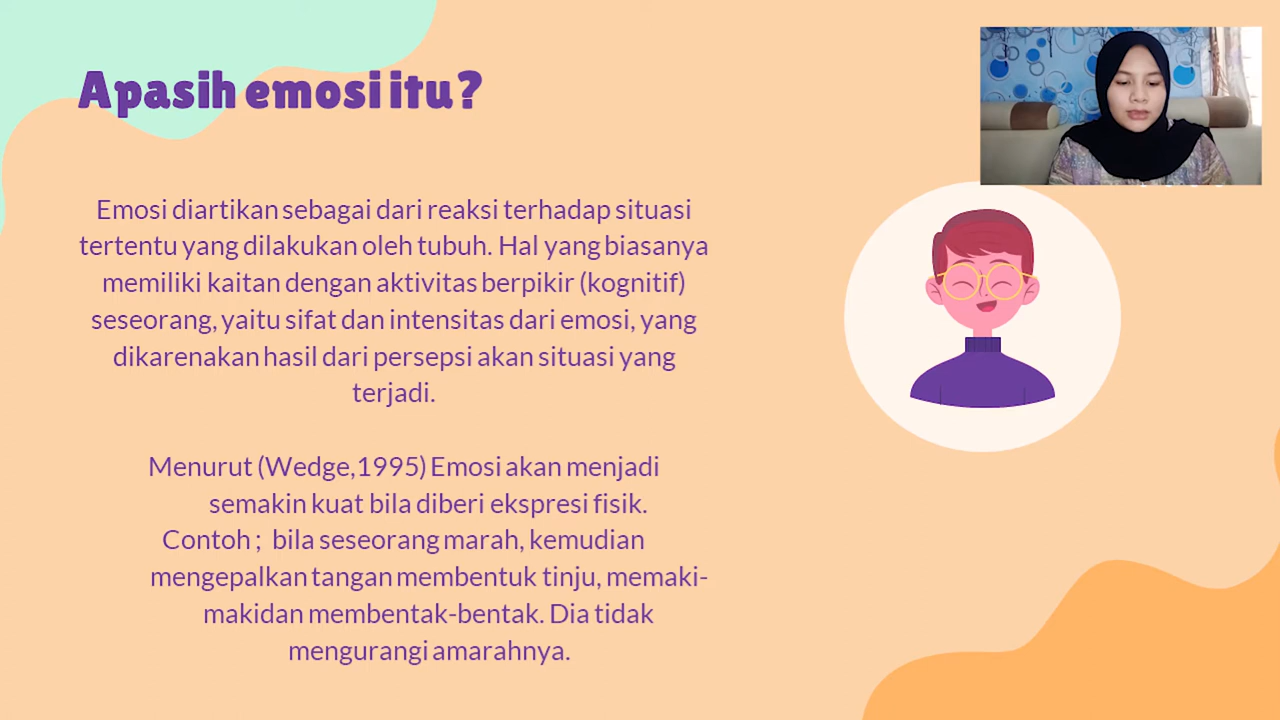 Apasih emosi itu?
Emosi diartikan sebagai dari reaksi terhadap situasi
tertentu yang dilakukan oleh tubuh. Hal yang biasanya
memiliki kaitan dengan aktivitas berpikir (kognitif)
seseorang, yaitu sifat dan intensitas dari emosi, yang
dikarenakan hasil dari persepsi akan situasi yang
terjadi.
Menurut (Wedge,1995) Emosi akan menjadi
semakin kuat bila diberi ekspresi fisik.
Contoh ;  bila seseorang marah, kemudian
mengepalkan tangan membentuk tinju, memaki-
makidan membentak-bentak. Dia tidak
mengurangi amarahnya.